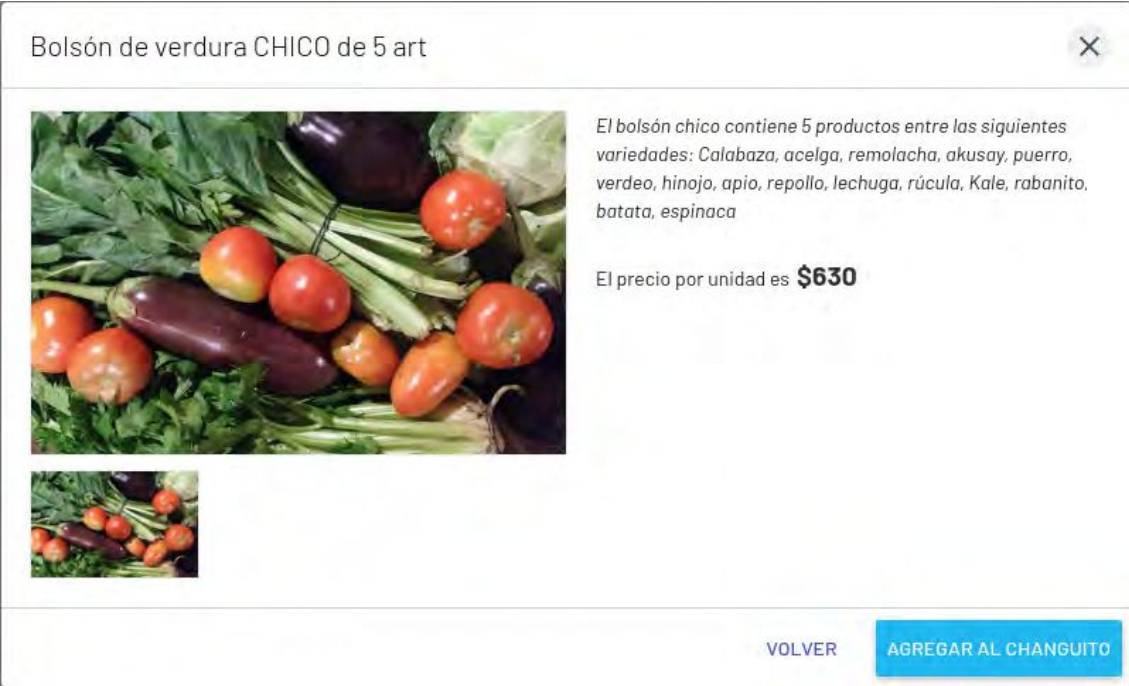 Bolsón de verdura CHICO de 5 art
El bolsón chico contiene 5 productos entre las siguientes
variedades: Calabaza, acelga, remolacha, akusay, puerro,
verdeo, hinojo, apio, repollo, lechuga, rúcula, Kale, rabanito,
batata, espinaca
El precio por unidad es $630
VOLVER AGREGAR AL CHANGUITO